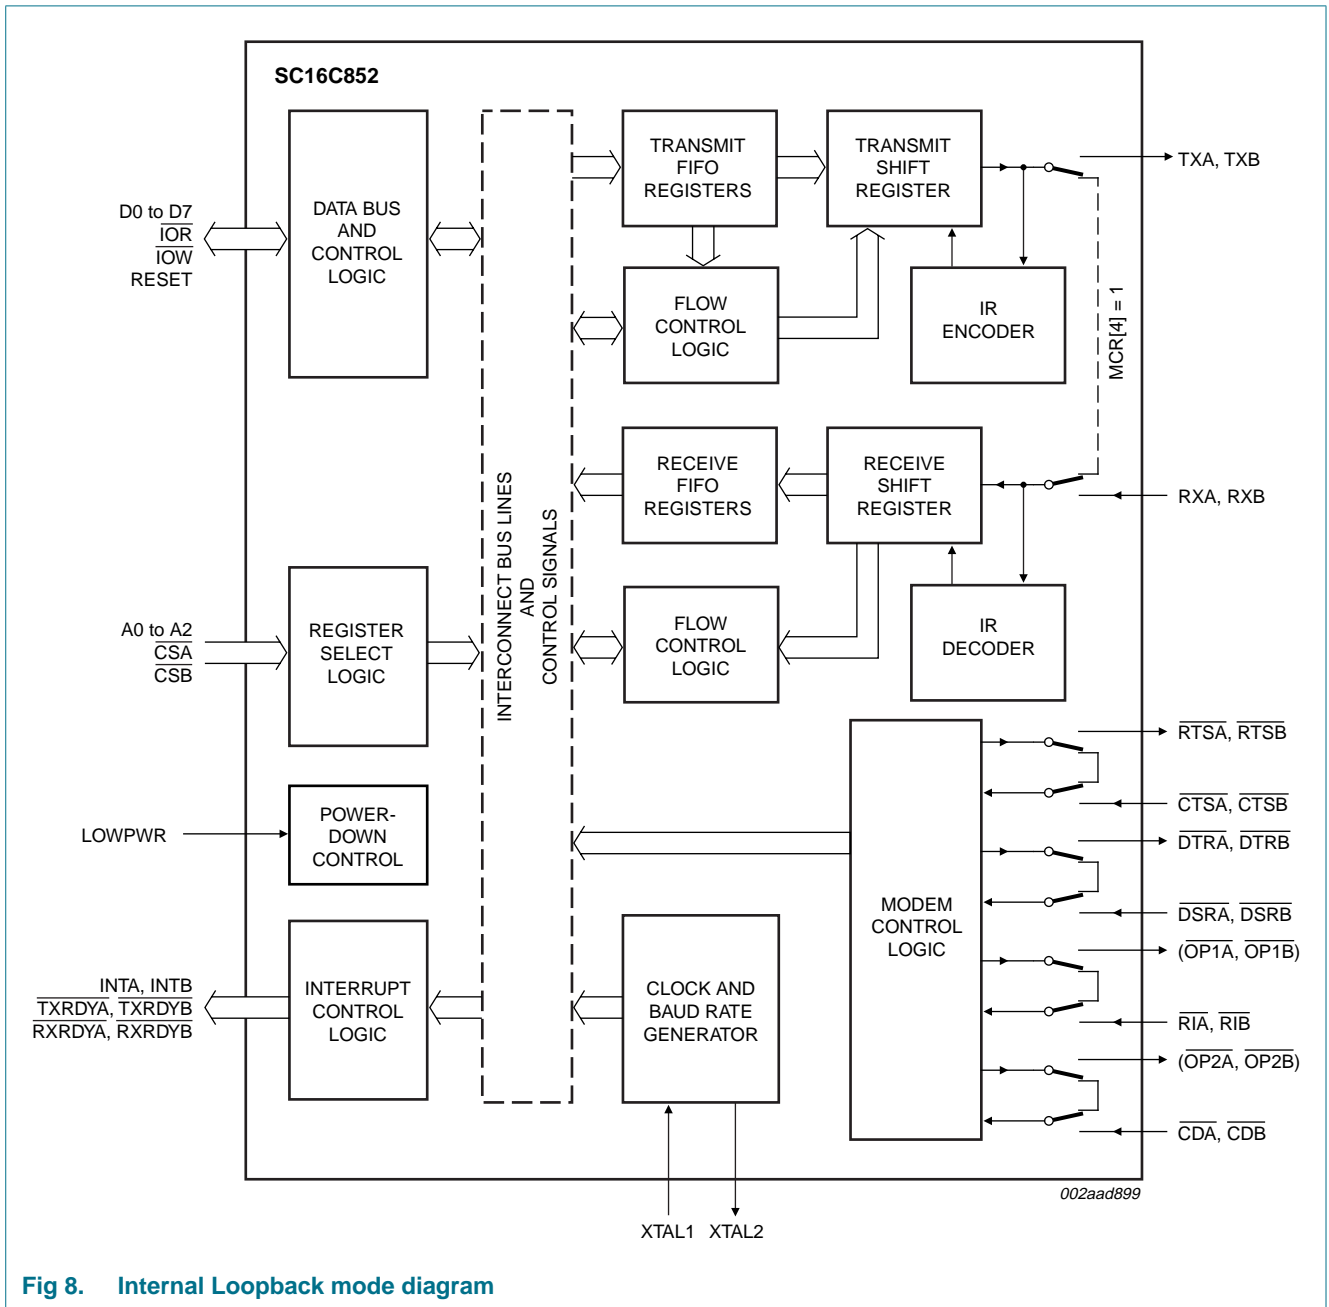 SC16C852
D0 to D7
IOR
IOW
RESET
DATA BUS
AND
CONTROL
LOGIC
TRANSMIT
FIFO
REGISTERS
TRANSMIT
SHIFT
REGISTER
TXA, TXB
FLOW
CONTROL
LOGIC
IR
ENCODER
MCR[4] = 1
INTERCONNECT BUS LINES
AND
CONTROL SIGNALS
RECEIVE
FIFO
REGISTERS
RECEIVE
SHIFT
REGISTER
RXA, RXB
A0 to A2
CSA
CSB
REGISTER
SELECT
LOGIC
FLOW
CONTROL
LOGIC
IR
DECODER
LOWPWR
POWER-
DOWN
CONTROL
MODEM
CONTROL
LOGIC
RTSA, RTSB
CTSA, CTSB
DTRA, DTRB
DSRA, DSRB
(OP1A, OP1B)
RIA, RIB
(OP2A, OP2B)
CDA, CDB
INTA, INTB
TXRDYA, TXRDYB
RXRDYA, RXRDYB
INTERRUPT
CONTROL
LOGIC
CLOCK AND
BAUD RATE
GENERATOR
XTAL1 XTAL2
002aad899
Fig 8. Internal Loopback mode diagram